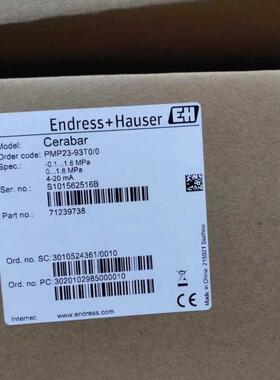 Endress+Hauser EH
Model: Cerabar
Order code: PMP23-93T0/0
Spec.: -0.1...1.6 MPa
0...1.6 MPa
4-20 mA
Ser. no.: S101562516B
Part no.: 71239738
Ord. no. SC: 3010524361/0010
Ord. no. PC: 3020102985000010
Internet: www.endress.com
Made in China, 215021 Suzhou